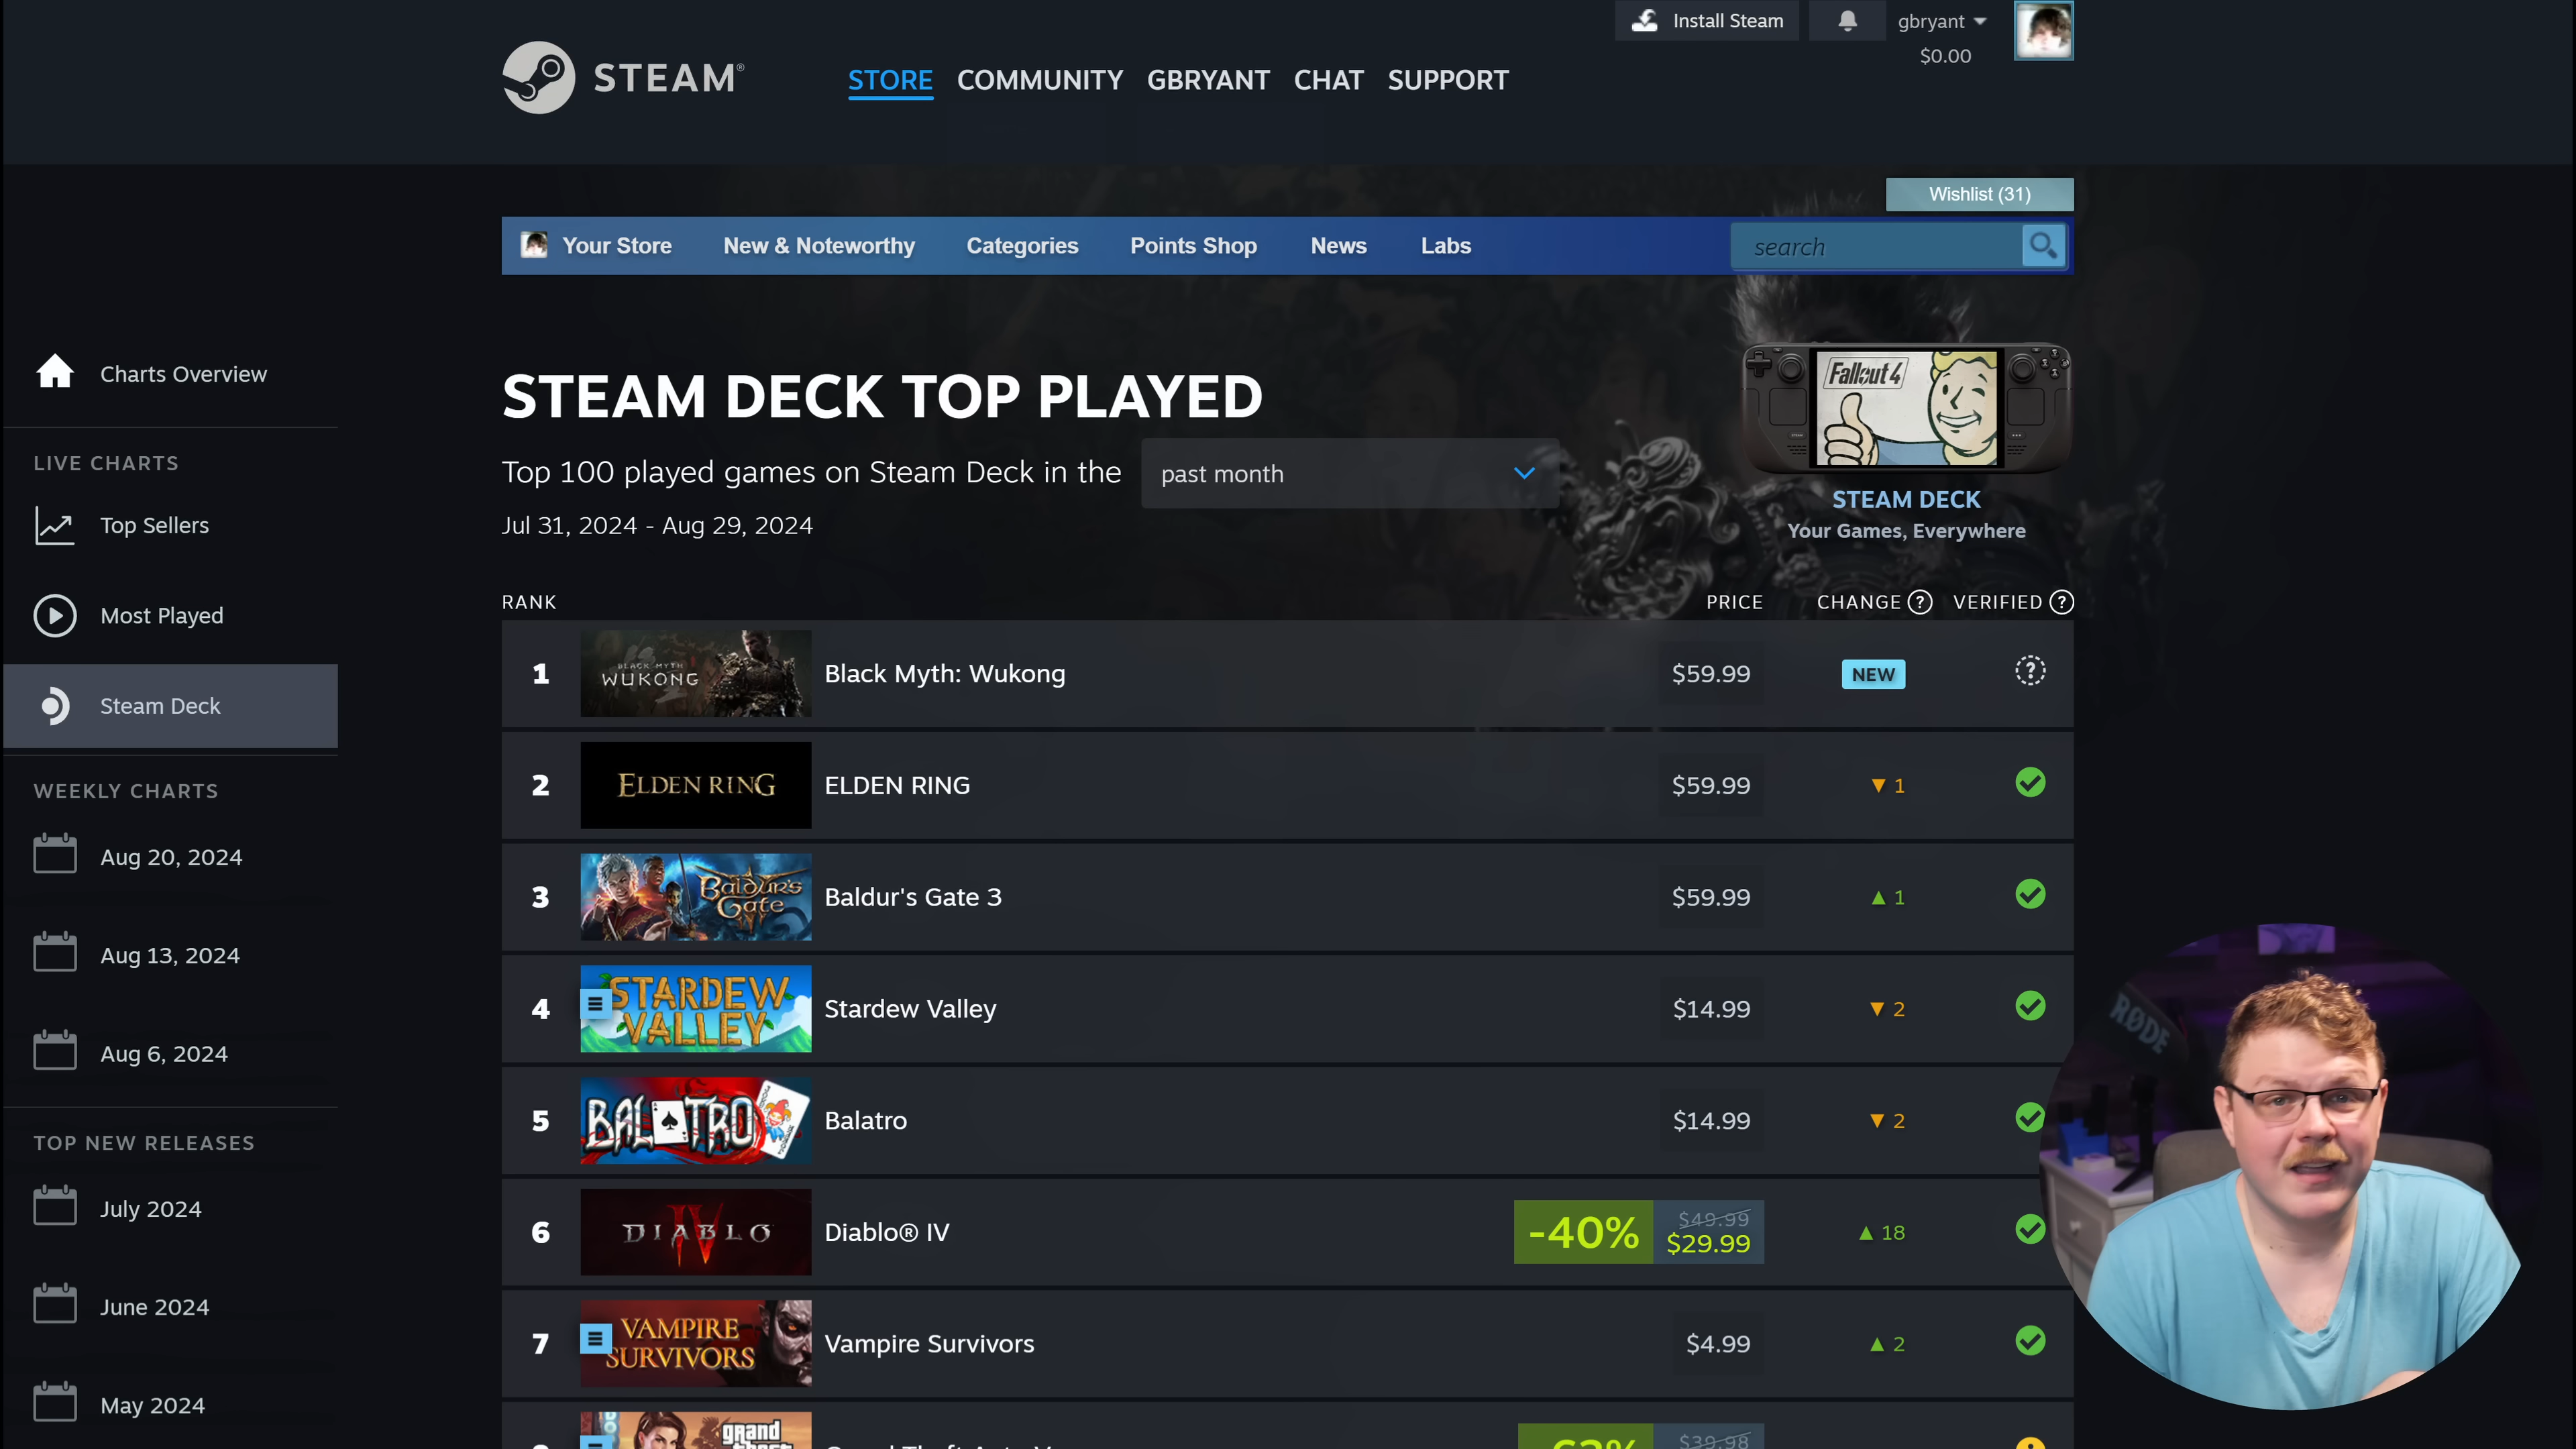 Install Steam
gbryant
$0.00
STEAM®
STORE COMMUNITY GBRYANT CHAT SUPPORT
Wishlist (31)
Your Store New & Noteworthy Categories Points Shop News Labs search
Charts Overview
LIVE CHARTS
Top Sellers
Most Played
Steam Deck
WEEKLY CHARTS
Aug 20, 2024
Aug 13, 2024
Aug 6, 2024
TOP NEW RELEASES
July 2024
June 2024
May 2024
STEAM DECK TOP PLAYED
Top 100 played games on Steam Deck in the past month
Jul 31, 2024 - Aug 29, 2024
Fallout 4
STEAM DECK
Your Games, Everywhere
RANK PRICE CHANGE ? VERIFIED ?
1 BLACK MYTH WUKONG Black Myth: Wukong $59.99 NEW ?
2 ELDEN RING ELDEN RING $59.99 ▼ 1
3 BALDUR'S GATE Baldur's Gate 3 $59.99 ▲ 1
4 STARDEW VALLEY Stardew Valley $14.99 ▼ 2
5 BALATRO Balatro $14.99 ▼ 2
6 DIABLO IV Diablo® IV -40% $49.99 $29.99 ▲ 18
7 VAMPIRE SURVIVORS Vampire Survivors $4.99 ▲ 2
grand
$39.98
RØDE